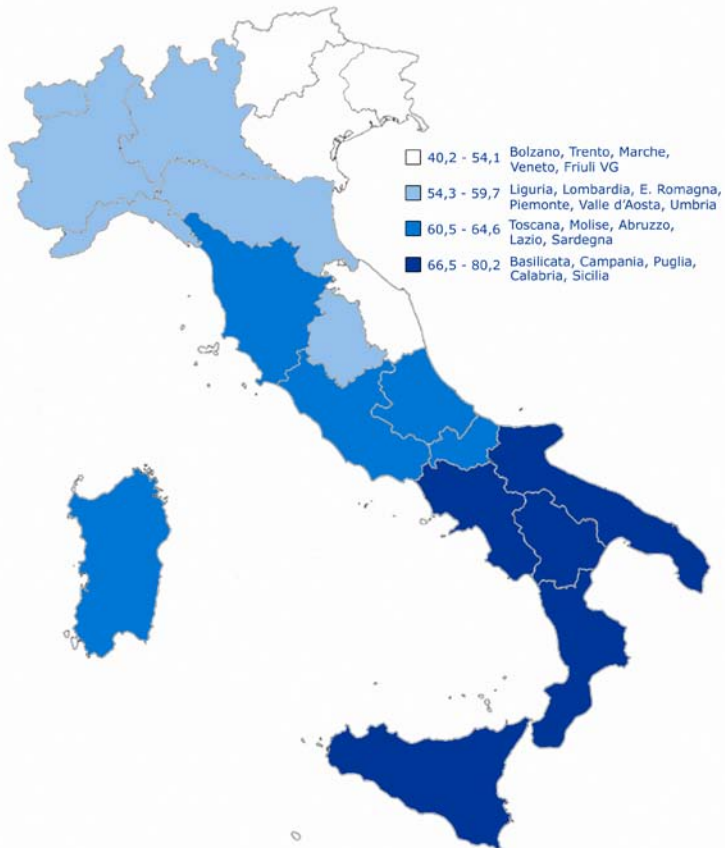 40,2 - 54,1 Bolzano, Trento, Marche,
Veneto, Friuli VG
54,3 - 59,7 Liguria, Lombardia, E. Romagna,
Piemonte, Valle d'Aosta, Umbria
60,5 - 64,6 Toscana, Molise, Abruzzo,
Lazio, Sardegna
66,5 - 80,2 Basilicata, Campania, Puglia,
Calabria, Sicilia